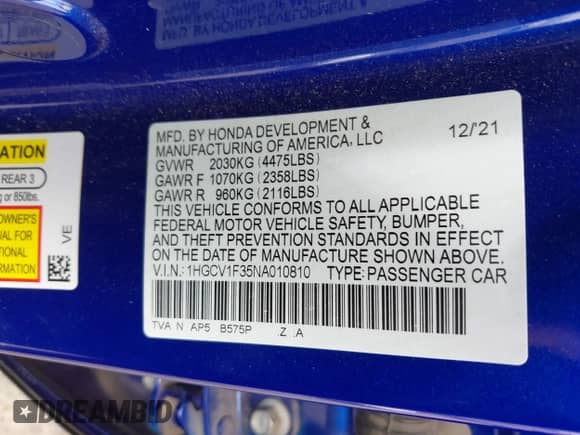 MFD. BY HONDA DEVELOPMENT &
MANUFACTURING OF AMERICA, LLC 12/21
GVWR 2030KG (4475LBS)
GAWR F 1070KG (2358LBS)
GAWR R 960KG (2116LBS)
THIS VEHICLE CONFORMS TO ALL APPLICABLE
FEDERAL MOTOR VEHICLE SAFETY, BUMPER,
AND THEFT PREVENTION STANDARDS IN EFFECT
ON THE DATE OF MANUFACTURE SHOWN ABOVE.
V.I.N.: 1HGCV1F35NA010810 TYPE: PASSENGER CAR
TVA N AP5 B575P .Z .A
ATION
REAR 3
g or 850lbs.
OWNER'S
UAL FOR
ITIONAL
RMATION
VE
DREAMBID